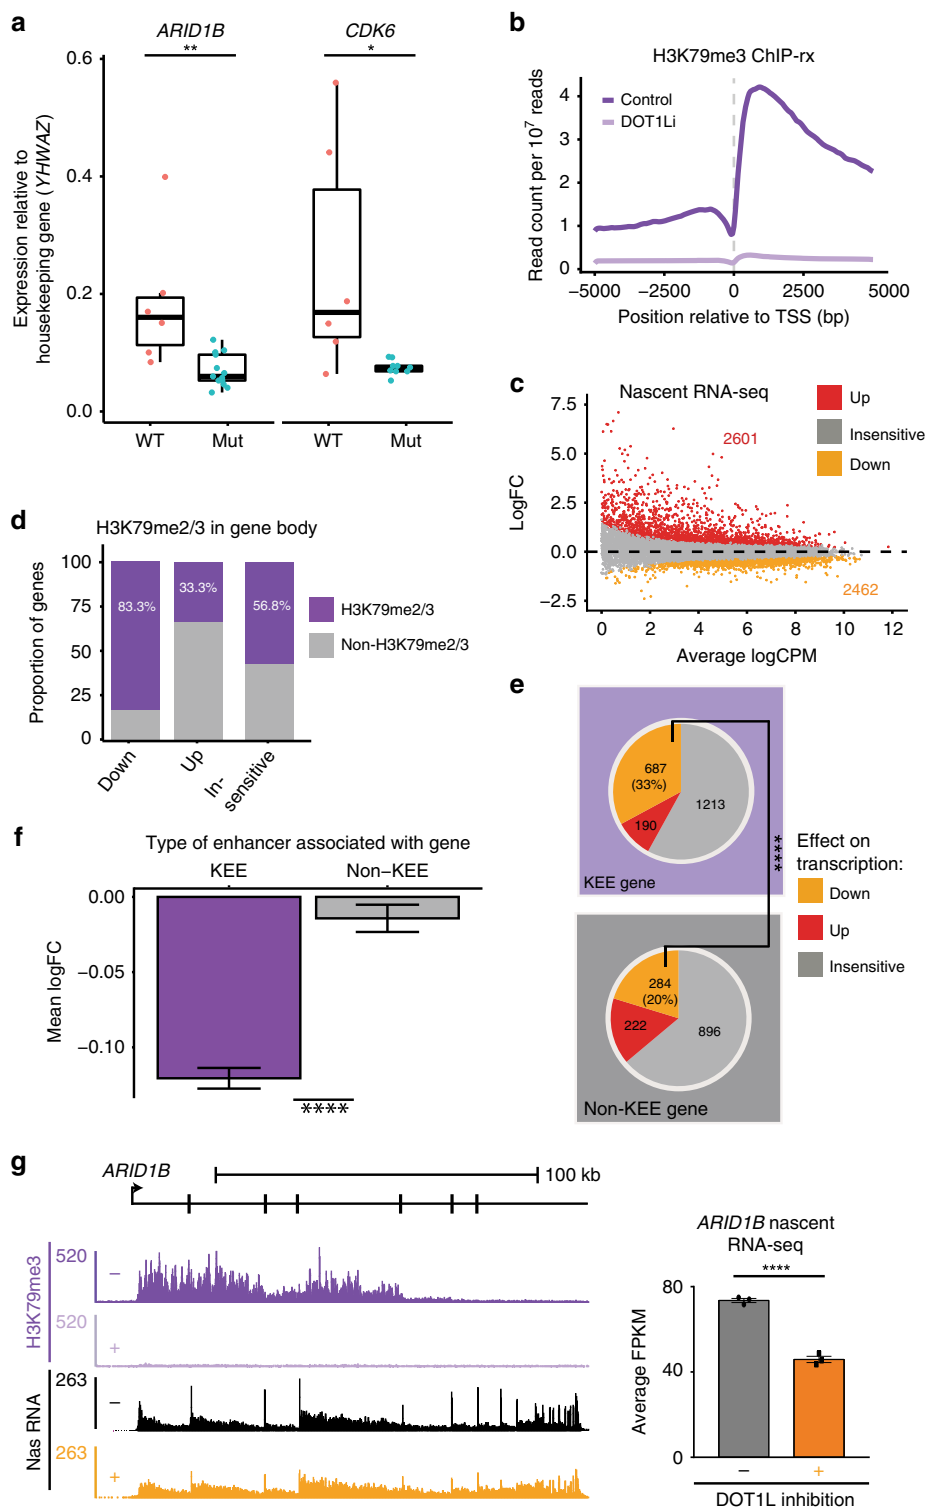 a
ARID1B
**
CDK6
*
Expression relative to
housekeeping gene (YHWAZ)
0.6
0.4
0.2
0.0
WT
Mut
WT
Mut
b
H3K79me3 ChIP-rx
Read count per 10⁷ reads
4
3
2
1
0
Control
DOT1Li
−5000
−2500
0
2500
5000
Position relative to TSS (bp)
c
Nascent RNA-seq
LogFC
7.5
5.0
2.5
0.0
−2.5
2601
2462
Up
Insensitive
Down
0
2
4
6
8
10
12
Average logCPM
d
H3K79me2/3 in gene body
Proportion of genes
100
75
50
25
0
83.3%
33.3%
56.8%
H3K79me2/3
Non-H3K79me2/3
Down
Up
In-
sensitive
e
687
(33%)
190
1213
KEE gene
****
284
(20%)
222
896
Non-KEE gene
Effect on
transcription:
Down
Up
Insensitive
f
Type of enhancer associated with gene
KEE
Non−KEE
Mean logFC
0.00
−0.05
−0.10
****
g
ARID1B
100 kb
H3K79me3
520
−
520
+
Nas RNA
263
−
263
+
ARID1B nascent
RNA-seq
****
Average FPKM
80
40
0
−
+
DOT1L inhibition